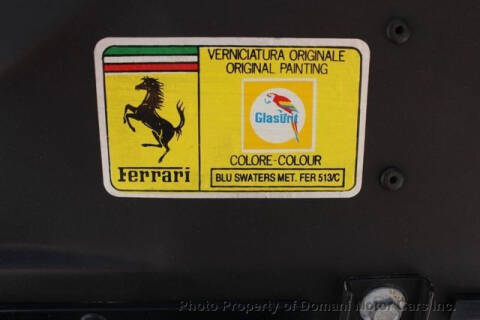 VERNICIATURA ORIGINALE
ORIGINAL PAINTING
Glasurit
COLORE-COLOUR
Ferrari
BLU SWATERS MET. FER 513/C
Photo Property of Domani Motor Cars Inc.